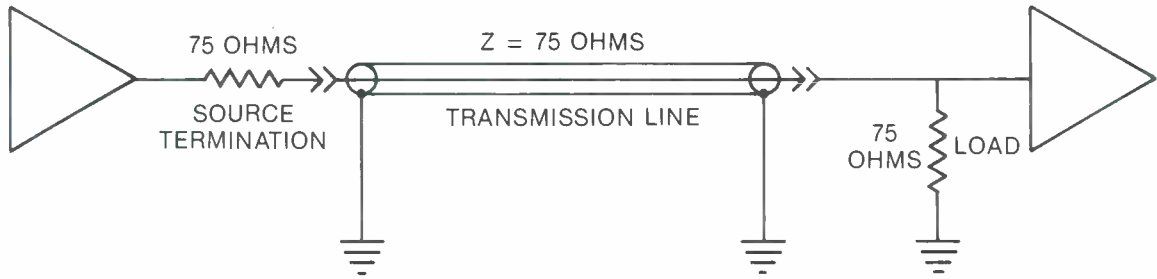 75 OHMS
SOURCE
TERMINATION
Z = 75 OHMS
TRANSMISSION LINE
75
OHMS
LOAD